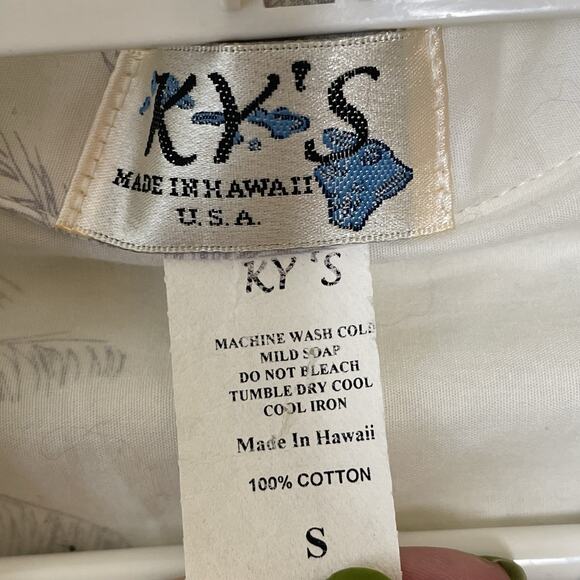 KY'S
MADE IN HAWAII
U.S.A.
KY'S
MACHINE WASH COLD
MILD SOAP
DO NOT BLEACH
TUMBLE DRY COOL
COOL IRON
Made In Hawaii
100% COTTON
S